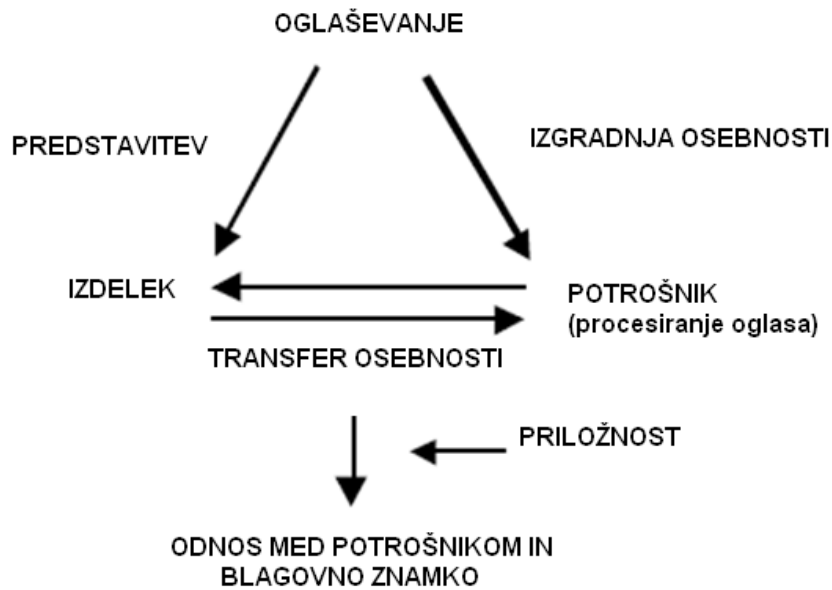 OGLAŠEVANJE
PREDSTAVITEV
IZGRADNJA OSEBNOSTI
IZDELEK
POTROŠNIK
(procesiranje oglasa)
TRANSFER OSEBNOSTI
PRILOŽNOST
ODNOS MED POTROŠNIKOM IN
BLAGOVNO ZNAMKO